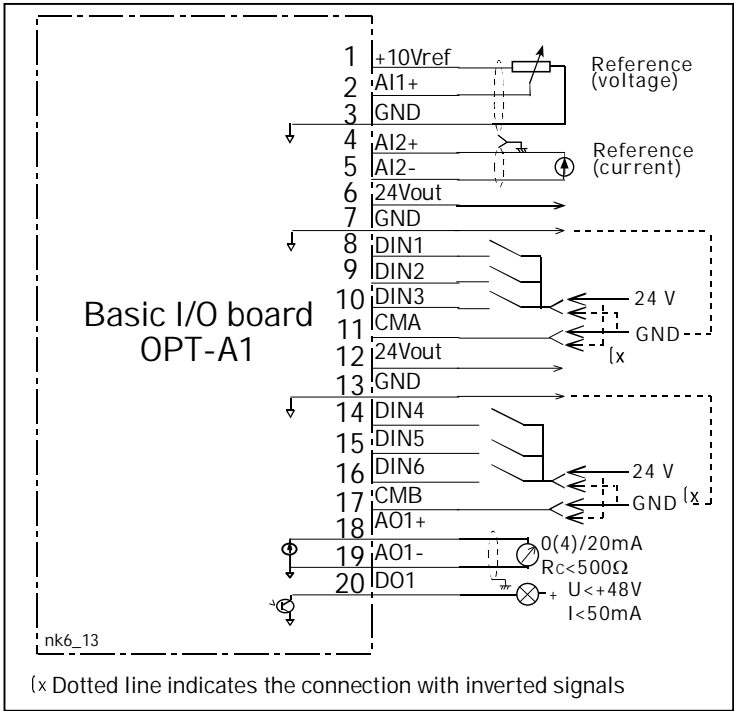 1 +10Vref
Reference
(voltage)
2 AI1+
3 GND
4 AI2+
Reference
(current)
5 AI2-
6 24Vout
7 GND
8 DIN1
9 DIN2
10 DIN3
24 V
11 CMA
GND
(x
12 24Vout
13 GND
14 DIN4
15 DIN5
16 DIN6
24 V
17 CMB
GND (x
18 AO1+
0(4)/20mA
19 AO1-
RC<500Ω
20 DO1
+ U<+48V
I<50mA
Basic I/O board
OPT-A1
nk6_13
(x Dotted line indicates the connection with inverted signals